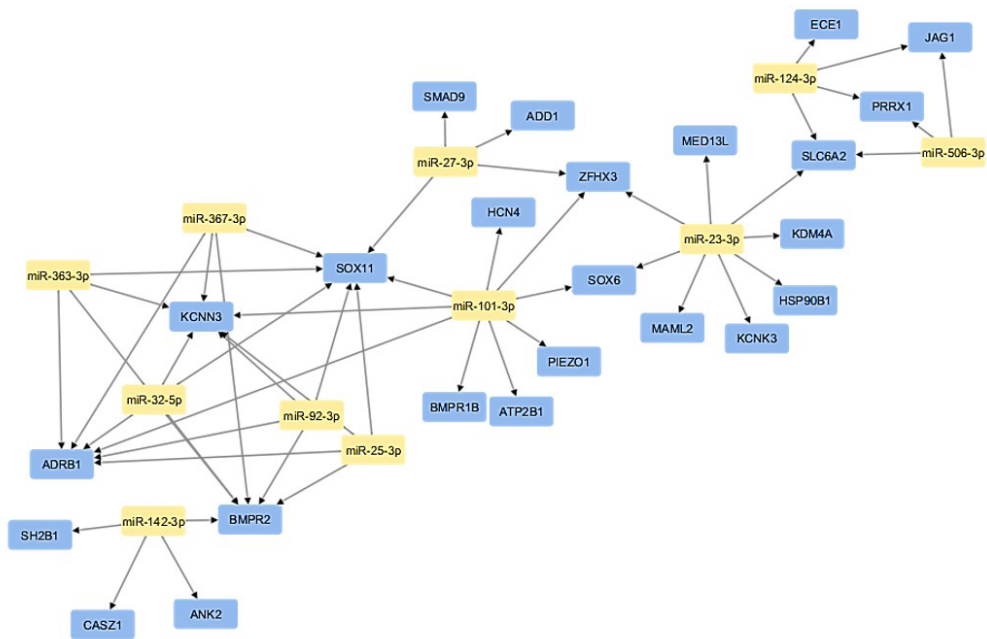 ECE1
JAG1
miR-124-3p
SMAD9
PRRX1
ADD1
MED13L
SLC6A2
miR-506-3p
miR-27-3p
ZFHX3
HCN4
miR-367-3p
miR-23-3p
KDM4A
SOX11
miR-363-3p
SOX6
HSP90B1
miR-101-3p
KCNN3
MAML2
KCNK3
PIEZO1
miR-32-5p
BMPR1B
ATP2B1
miR-92-3p
miR-25-3p
ADRB1
miR-142-3p
BMPR2
SH2B1
ANK2
CASZ1